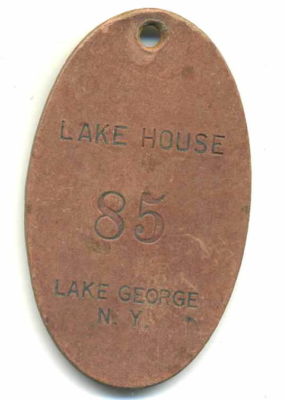 LAKE HOUSE
85
LAKE GEORGE
N. Y.